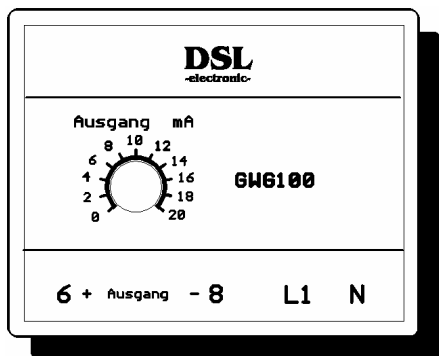 DSL
-electronic-
Ausgang mA
8 10 12
6 14
4 16
2 18
0 20
GWG100
6 + Ausgang - 8 L1 N